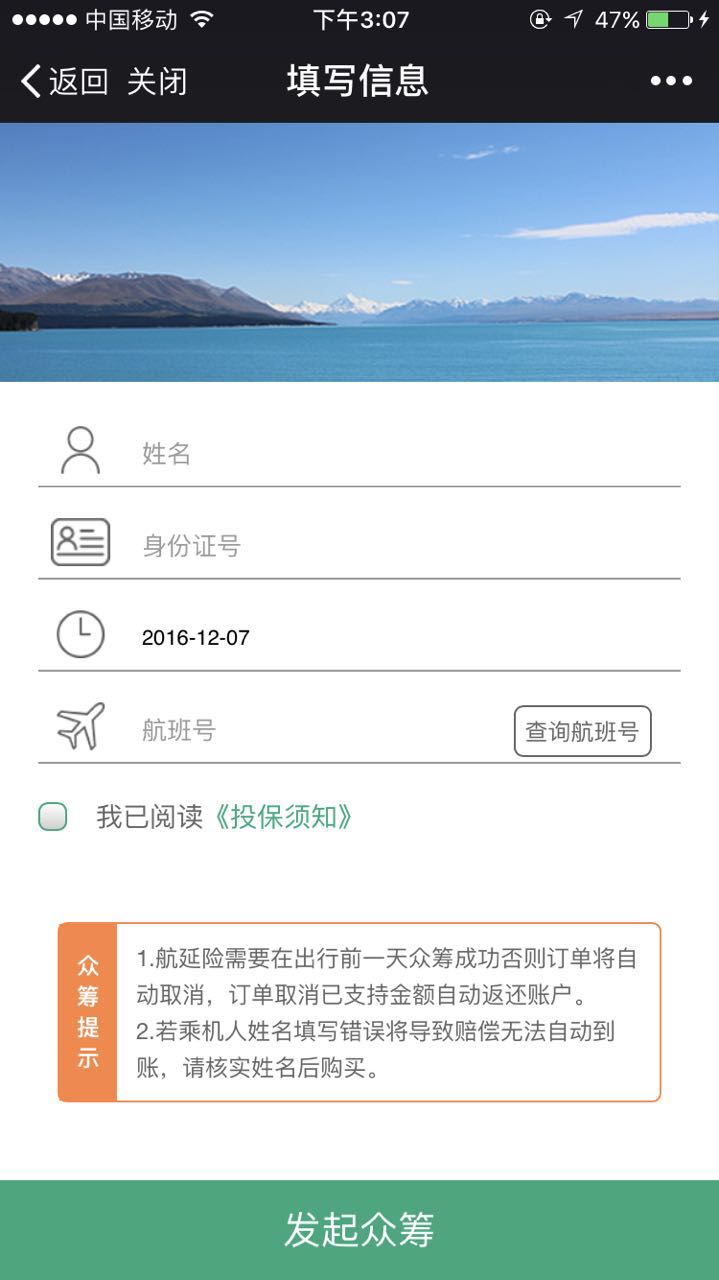 中国移动 下午3:07 47%
返回 关闭 填写信息
姓名
身份证号
2016-12-07
航班号 查询航班号
我已阅读《投保须知》
众筹提示
1.航延险需要在出行前一天众筹成功否则订单将自
动取消，订单取消已支持金额自动返还账户。
2.若乘机人姓名填写错误将导致赔偿无法自动到
账，请核实姓名后购买。
发起众筹